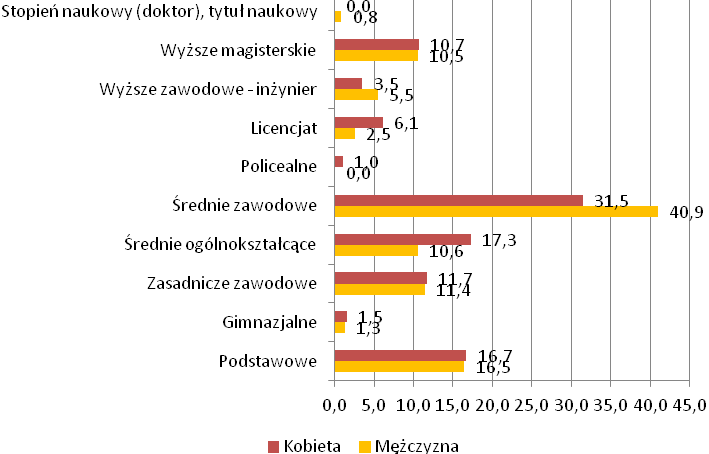 Stopień naukowy (doktor), tytuł naukowy 0,0
0,8
Wyższe magisterskie 10,7
10,5
Wyższe zawodowe - inżynier 3,5
5,5
Licencjat 6,1
2,5
Policealne 1,0
0,0
Średnie zawodowe 31,5
40,9
Średnie ogólnokształcące 17,3
10,6
Zasadnicze zawodowe 11,7
11,4
Gimnazjalne 1,5
1,3
Podstawowe 16,7
16,5
0,0 5,0 10,0 15,0 20,0 25,0 30,0 35,0 40,0 45,0
Kobieta Mężczyzna